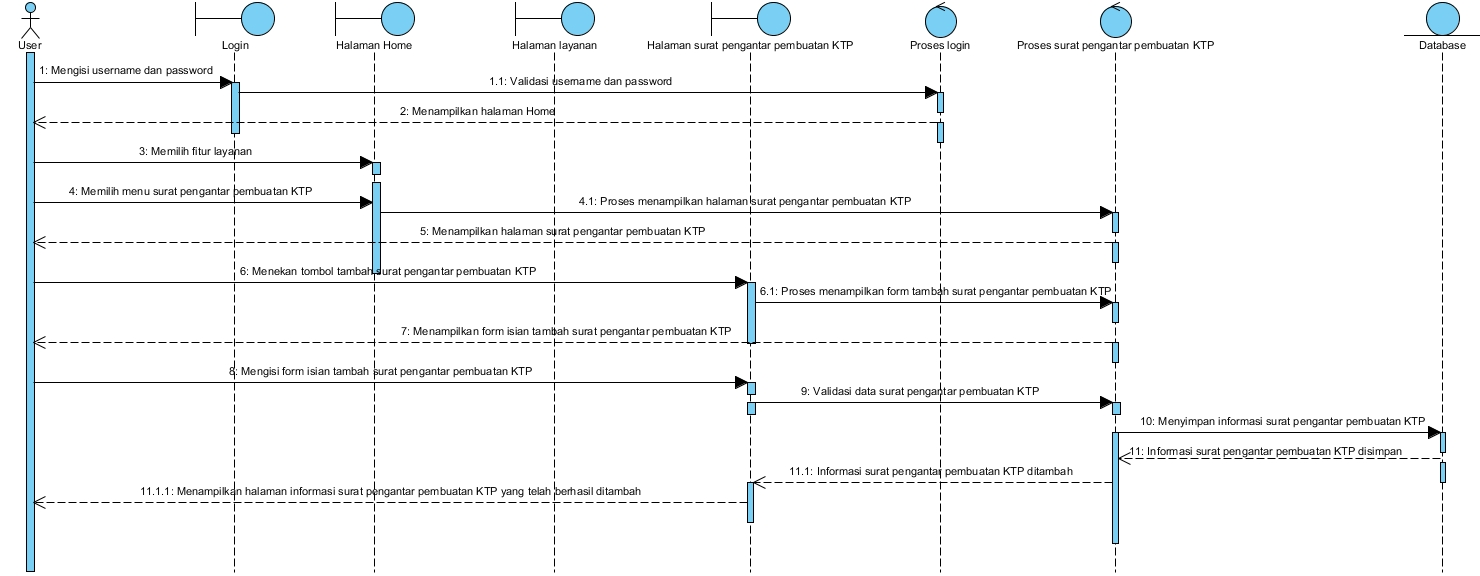 User
Login
Halaman Home
Halaman layanan
Halaman surat pengantar pembuatan KTP
Proses login
Proses surat pengantar pembuatan KTP
Database
1: Mengisi username dan password
1.1: Validasi username dan password
2: Menampilkan halaman Home
3: Memilih fitur layanan
4: Memilih menu surat pengantar pembuatan KTP
4.1: Proses menampilkan halaman surat pengantar pembuatan KTP
5: Menampilkan halaman surat pengantar pembuatan KTP
6: Menekan tombol tambah surat pengantar pembuatan KTP
6.1: Proses menampilkan form tambah surat pengantar pembuatan KTP
7: Menampilkan form isian tambah surat pengantar pembuatan KTP
8: Mengisi form isian tambah surat pengantar pembuatan KTP
9: Validasi data surat pengantar pembuatan KTP
10: Menyimpan informasi surat pengantar pembuatan KTP
11: Informasi surat pengantar pembuatan KTP disimpan
11.1: Informasi surat pengantar pembuatan KTP ditambah
11.1.1: Menampilkan halaman informasi surat pengantar pembuatan KTP yang telah berhasil ditambah